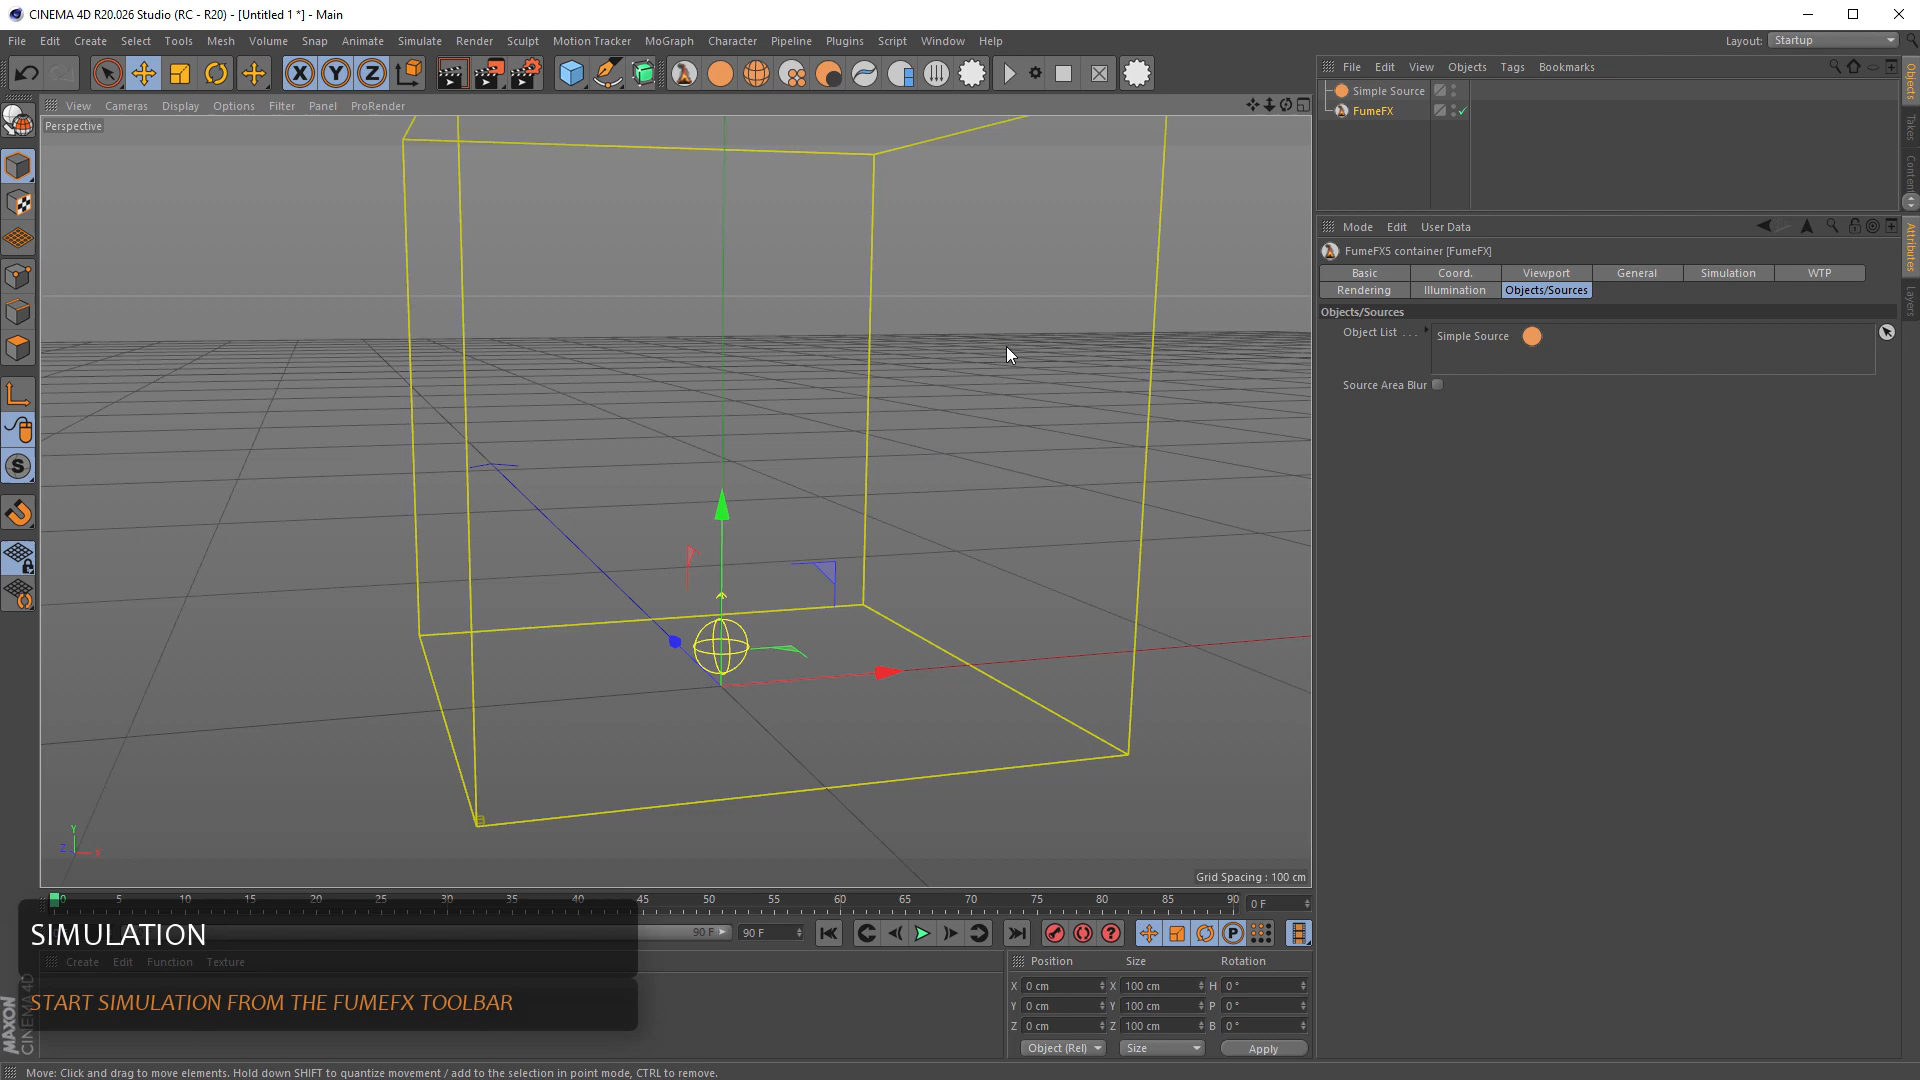 CINEMA 4D R20.026 Studio (RC - R20) - [Untitled 1 *] - Main
File Edit Create Select Tools Mesh Volume Snap Animate Simulate Render Sculpt Motion Tracker MoGraph Character Pipeline Plugins Script Window Help
Layout: Startup
X Y Z
File Edit View Objects Tags Bookmarks
View Cameras Display Options Filter Panel ProRender
Perspective
Simple Source
FumeFX
Objects
Takes
Content
Attributes
Layers
Mode Edit User Data
FumeFX5 container [FumeFX]
Basic Coord. Viewport General Simulation WTP
Rendering Illumination Objects/Sources
Objects/Sources
Object List . . . Simple Source
Source Area Blur
Y
Z X
Grid Spacing : 100 cm
0 5 10 15 20 25 30 35 40 45 50 55 60 65 70 75 80 85 90 0 F
SIMULATION
90 F 90 F
Create Edit Function Texture
START SIMULATION FROM THE FUMEFX TOOLBAR
MAXON
CINEMA 4D
Position Size Rotation
X 0 cm X 100 cm H 0 °
Y 0 cm Y 100 cm P 0 °
Z 0 cm Z 100 cm B 0 °
Object (Rel) Size Apply
Move: Click and drag to move elements. Hold down SHIFT to quantize movement / add to the selection in point mode, CTRL to remove.